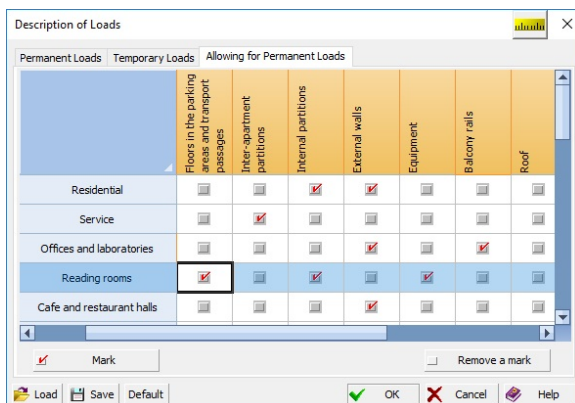 Description of Loads
Permanent Loads Temporary Loads Allowing for Permanent Loads
Floors in the parking
areas and transport
passages
Inter-apartment
partitions
Internal partitions
External walls
Equipment
Balcony rails
Roof
Residential
Service
Offices and laboratories
Reading rooms
Cafe and restaurant halls
Mark Remove a mark
Load Save Default OK Cancel Help